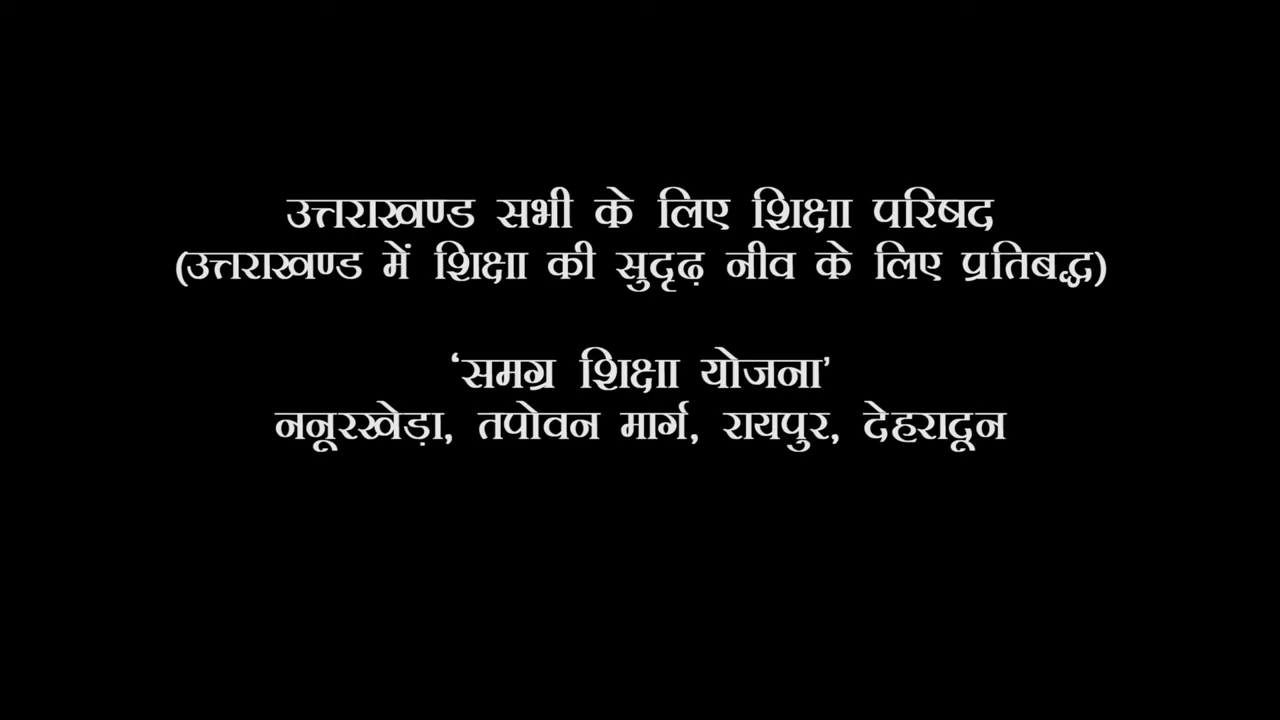 उत्तराखण्ड सभी के लिए शिक्षा परिषद
(उत्तराखण्ड में शिक्षा की सुदृढ़ नीव के लिए प्रतिबद्ध)
‘समग्र शिक्षा योजना’
ननूरखेड़ा, तपोवन मार्ग, रायपुर, देहरादून